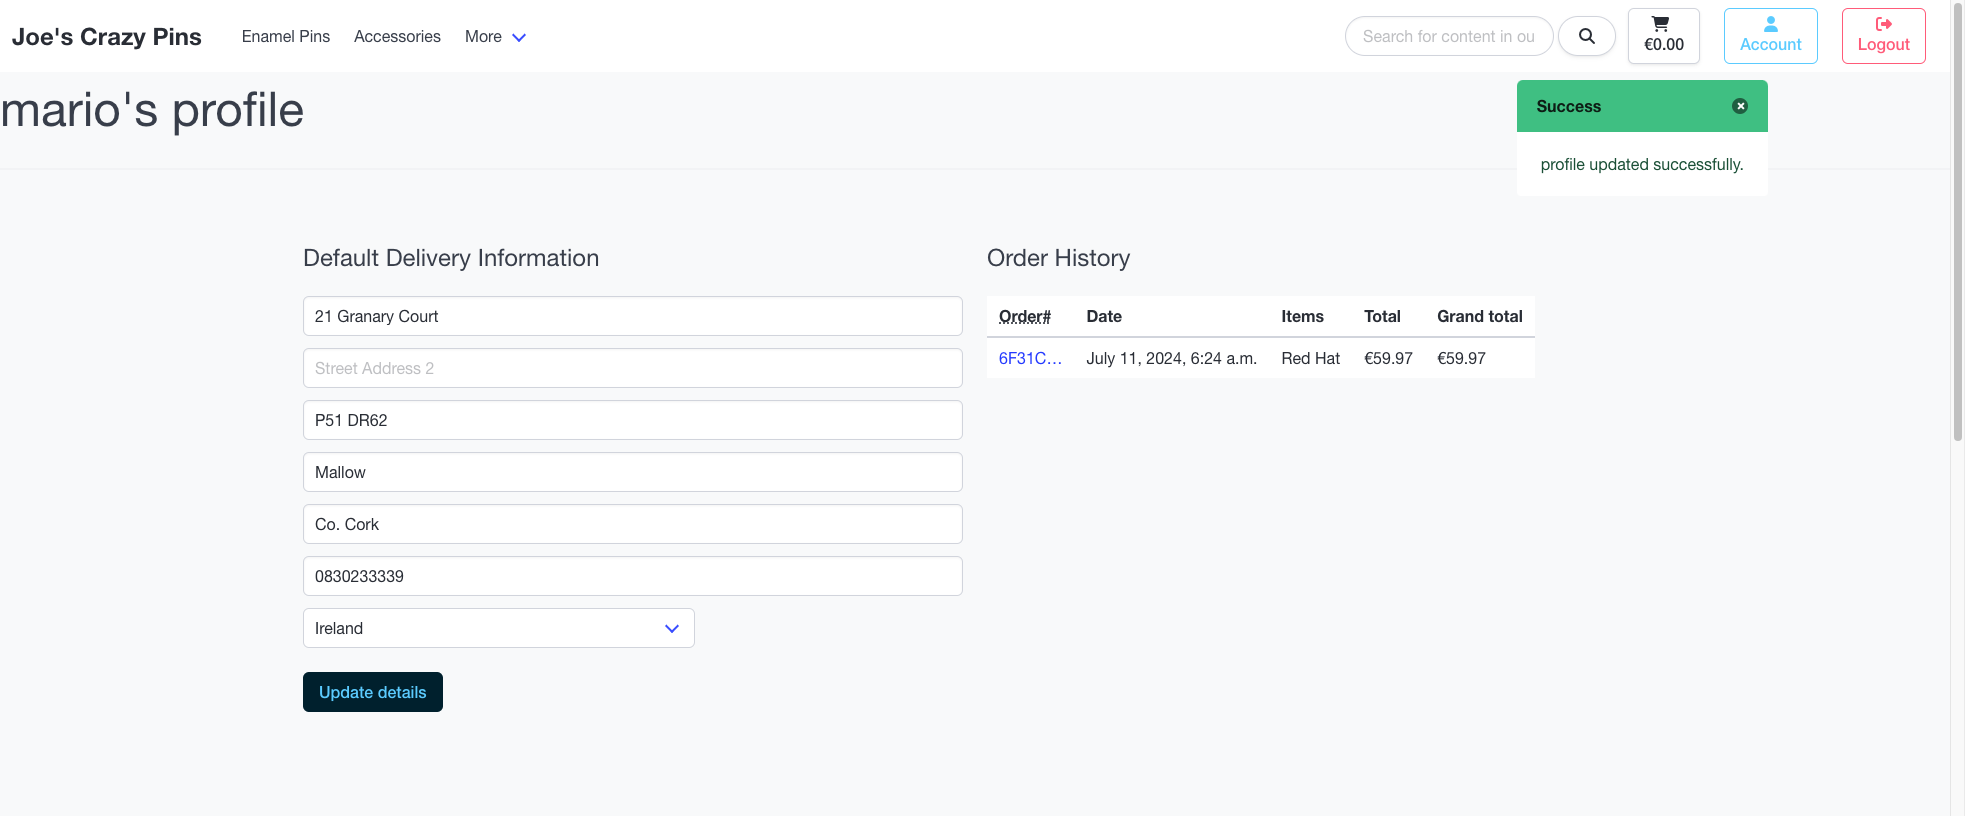 Joe's Crazy Pins Enamel Pins Accessories More Search for content in ou €0.00 Account Logout
mario's profile
Success
profile updated successfully.
Default Delivery Information
21 Granary Court
Street Address 2
P51 DR62
Mallow
Co. Cork
0830233339
Ireland
Update details
Order History
Order# Date Items Total Grand total
6F31C... July 11, 2024, 6:24 a.m. Red Hat €59.97 €59.97